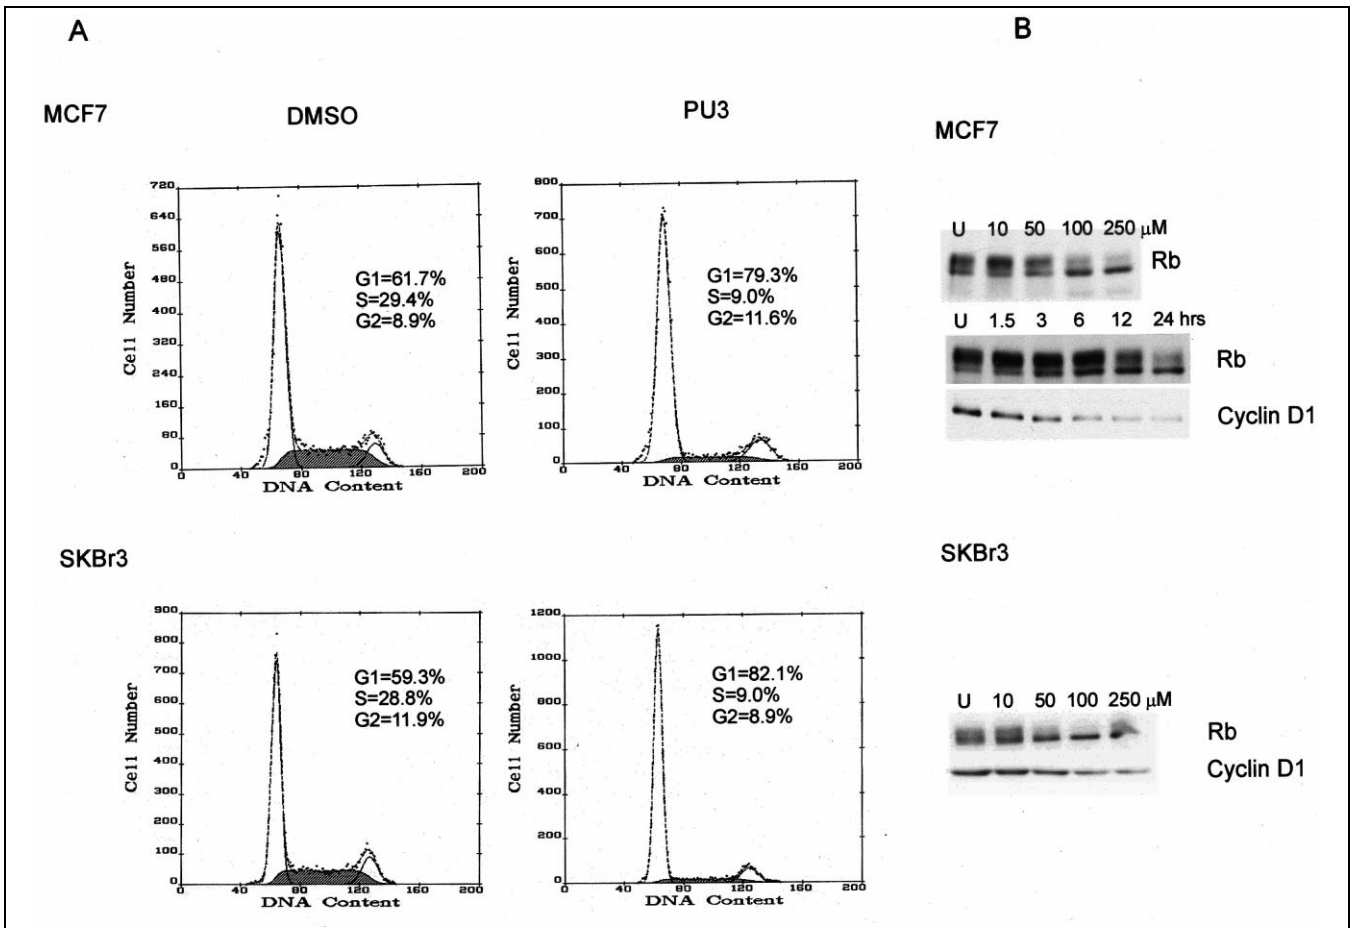 A
B
MCF7
DMSO
PU3
MCF7
720
640
560
480
400
320
240
160
80
0
Cell Number
G1=61.7%
S=29.4%
G2=8.9%
0 40 80 120 160 200
DNA Content
800
700
600
500
400
300
200
100
0
Cell Number
G1=79.3%
S=9.0%
G2=11.6%
0 40 80 120 160 200
DNA Content
U 10 50 100 250 µM
Rb
U 1.5 3 6 12 24 hrs
Rb
Cyclin D1
SKBr3
SKBr3
900
800
700
600
500
400
300
200
100
0
Cell Number
G1=59.3%
S=28.8%
G2=11.9%
0 40 80 120 160 200
DNA Content
1200
1000
800
600
400
200
0
Cell Number
G1=82.1%
S=9.0%
G2=8.9%
0 40 80 120 160 200
DNA Content
U 10 50 100 250 µM
Rb
Cyclin D1